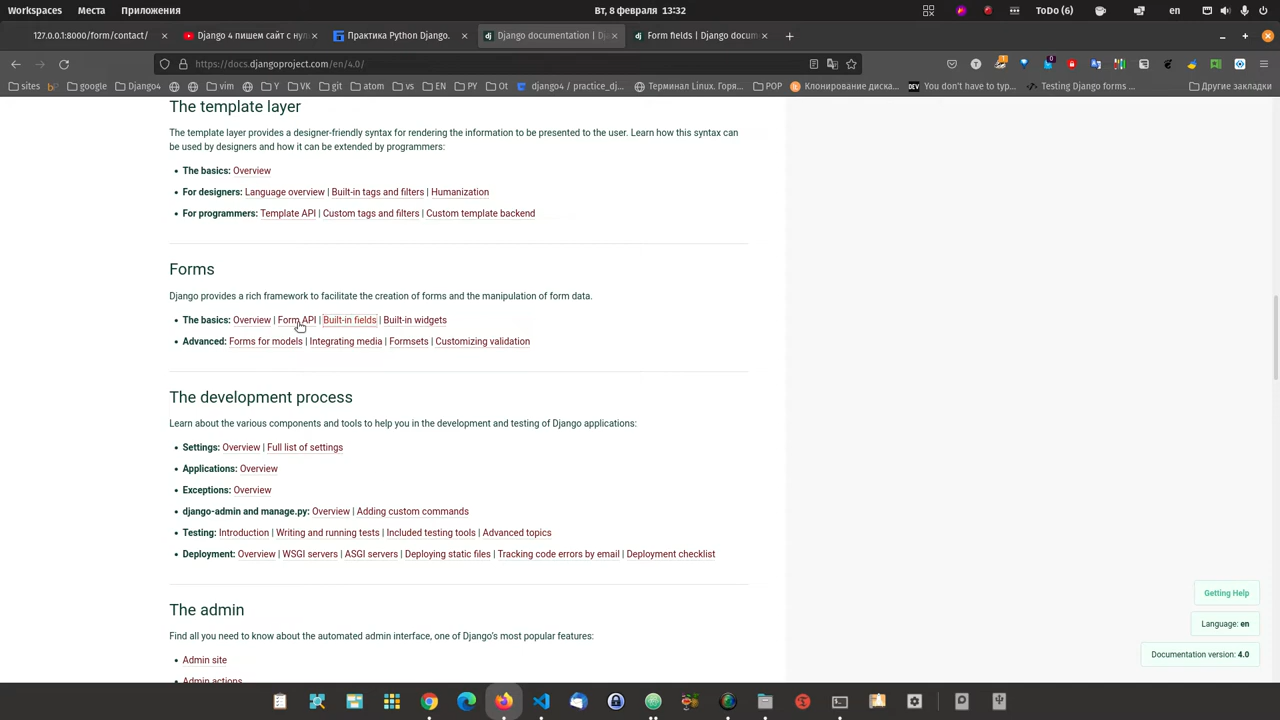 Workspaces Места Приложения Вт, 8 февраля 13:32 ToDo (6) en
127.0.0.1:8000/form/contact/ Django 4 пишем сайт с нул Практика Python Django. Django documentation | Dj Form fields | Django docum
https://docs.djangoproject.com/en/4.0/
sites google Django4 vim Y VK git atom vs EN PY Ot django4 / practice_dj... Терминал Linux. Горя... POP Клонирование диска... You don't have to typ... Testing Django forms ... Другие закладки
The template layer
The template layer provides a designer-friendly syntax for rendering the information to be presented to the user. Learn how this syntax can
be used by designers and how it can be extended by programmers:
• The basics: Overview
• For designers: Language overview | Built-in tags and filters | Humanization
• For programmers: Template API | Custom tags and filters | Custom template backend
Forms
Django provides a rich framework to facilitate the creation of forms and the manipulation of form data.
• The basics: Overview | Form API | Built-in fields | Built-in widgets
• Advanced: Forms for models | Integrating media | Formsets | Customizing validation
The development process
Learn about the various components and tools to help you in the development and testing of Django applications:
• Settings: Overview | Full list of settings
• Applications: Overview
• Exceptions: Overview
• django-admin and manage.py: Overview | Adding custom commands
• Testing: Introduction | Writing and running tests | Included testing tools | Advanced topics
• Deployment: Overview | WSGI servers | ASGI servers | Deploying static files | Tracking code errors by email | Deployment checklist
The admin
Find all you need to know about the automated admin interface, one of Django's most popular features:
• Admin site
• Admin actions
Getting Help
Language: en
Documentation version: 4.0